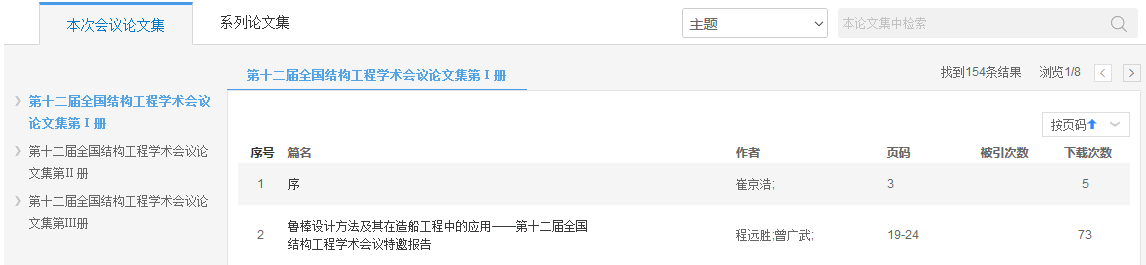 本次会议论文集 系列论文集 主题 本论文集中检索
第十二届全国结构工程学术会议论文集第Ⅰ册 找到154条结果 浏览1/8
第十二届全国结构工程学术会议
论文集第Ⅰ册
第十二届全国结构工程学术会议论
文集第II册
第十二届全国结构工程学术会议论
文集第III册
按页码
序号 篇名 作者 页码 被引次数 下载次数
1 序 崔京浩; 3 5
2 鲁棒设计方法及其在造船工程中的应用——第十二届全国
结构工程学术会议特邀报告 程远胜;曾广武; 19-24 73